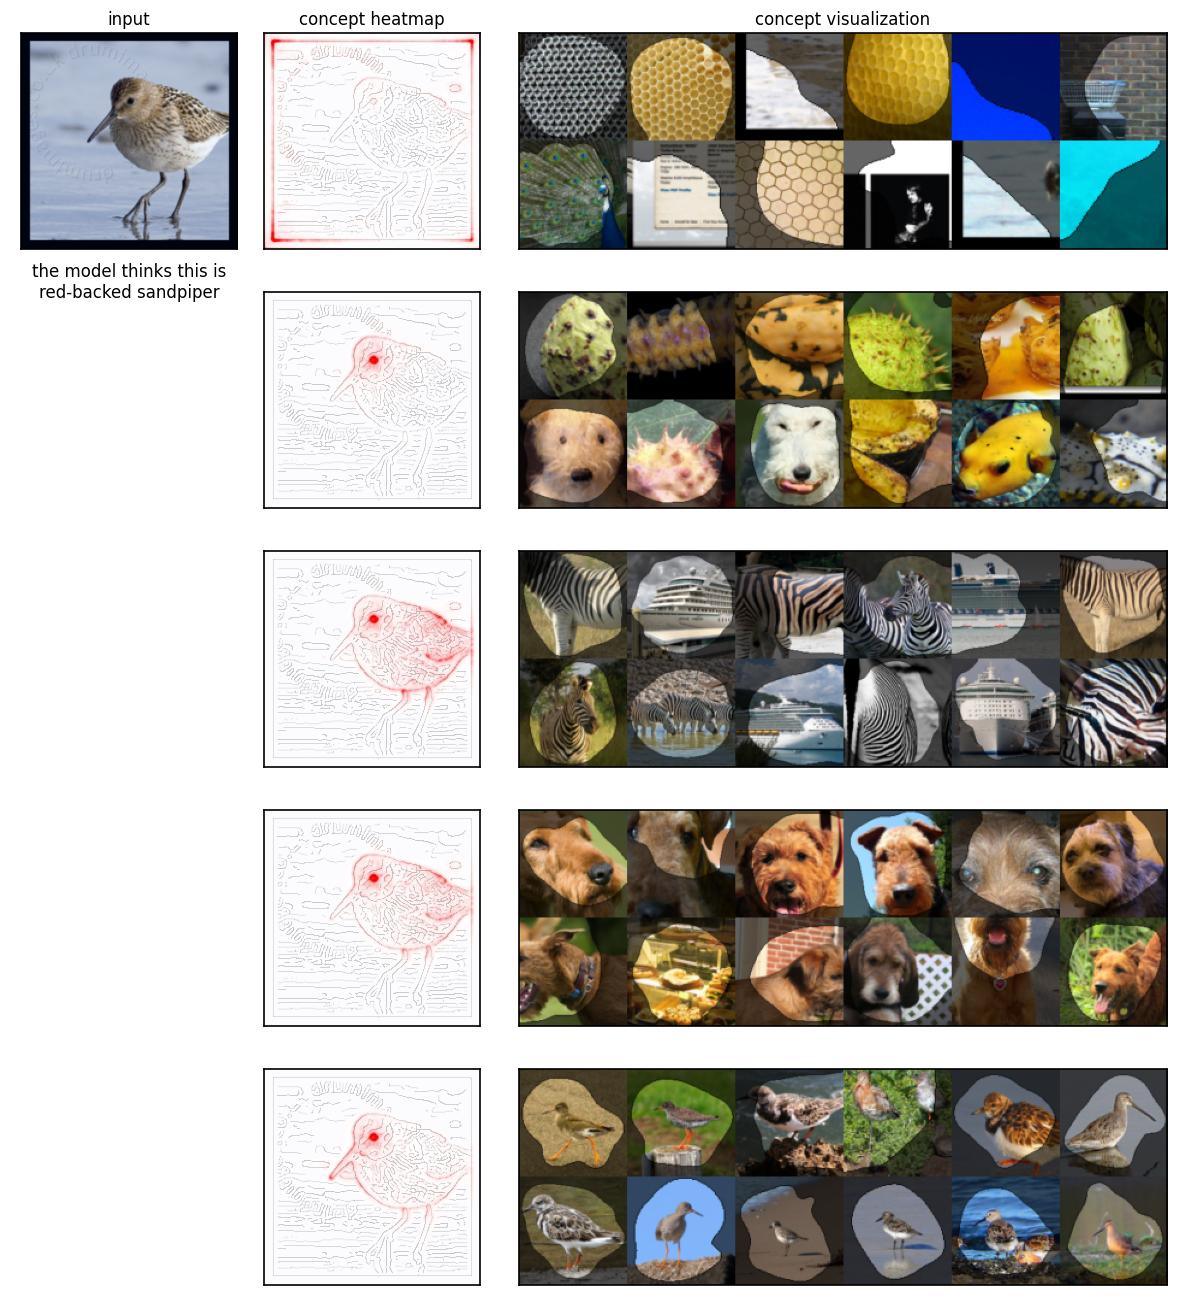 input
concept heatmap
concept visualization
the model thinks this is
red-backed sandpiper